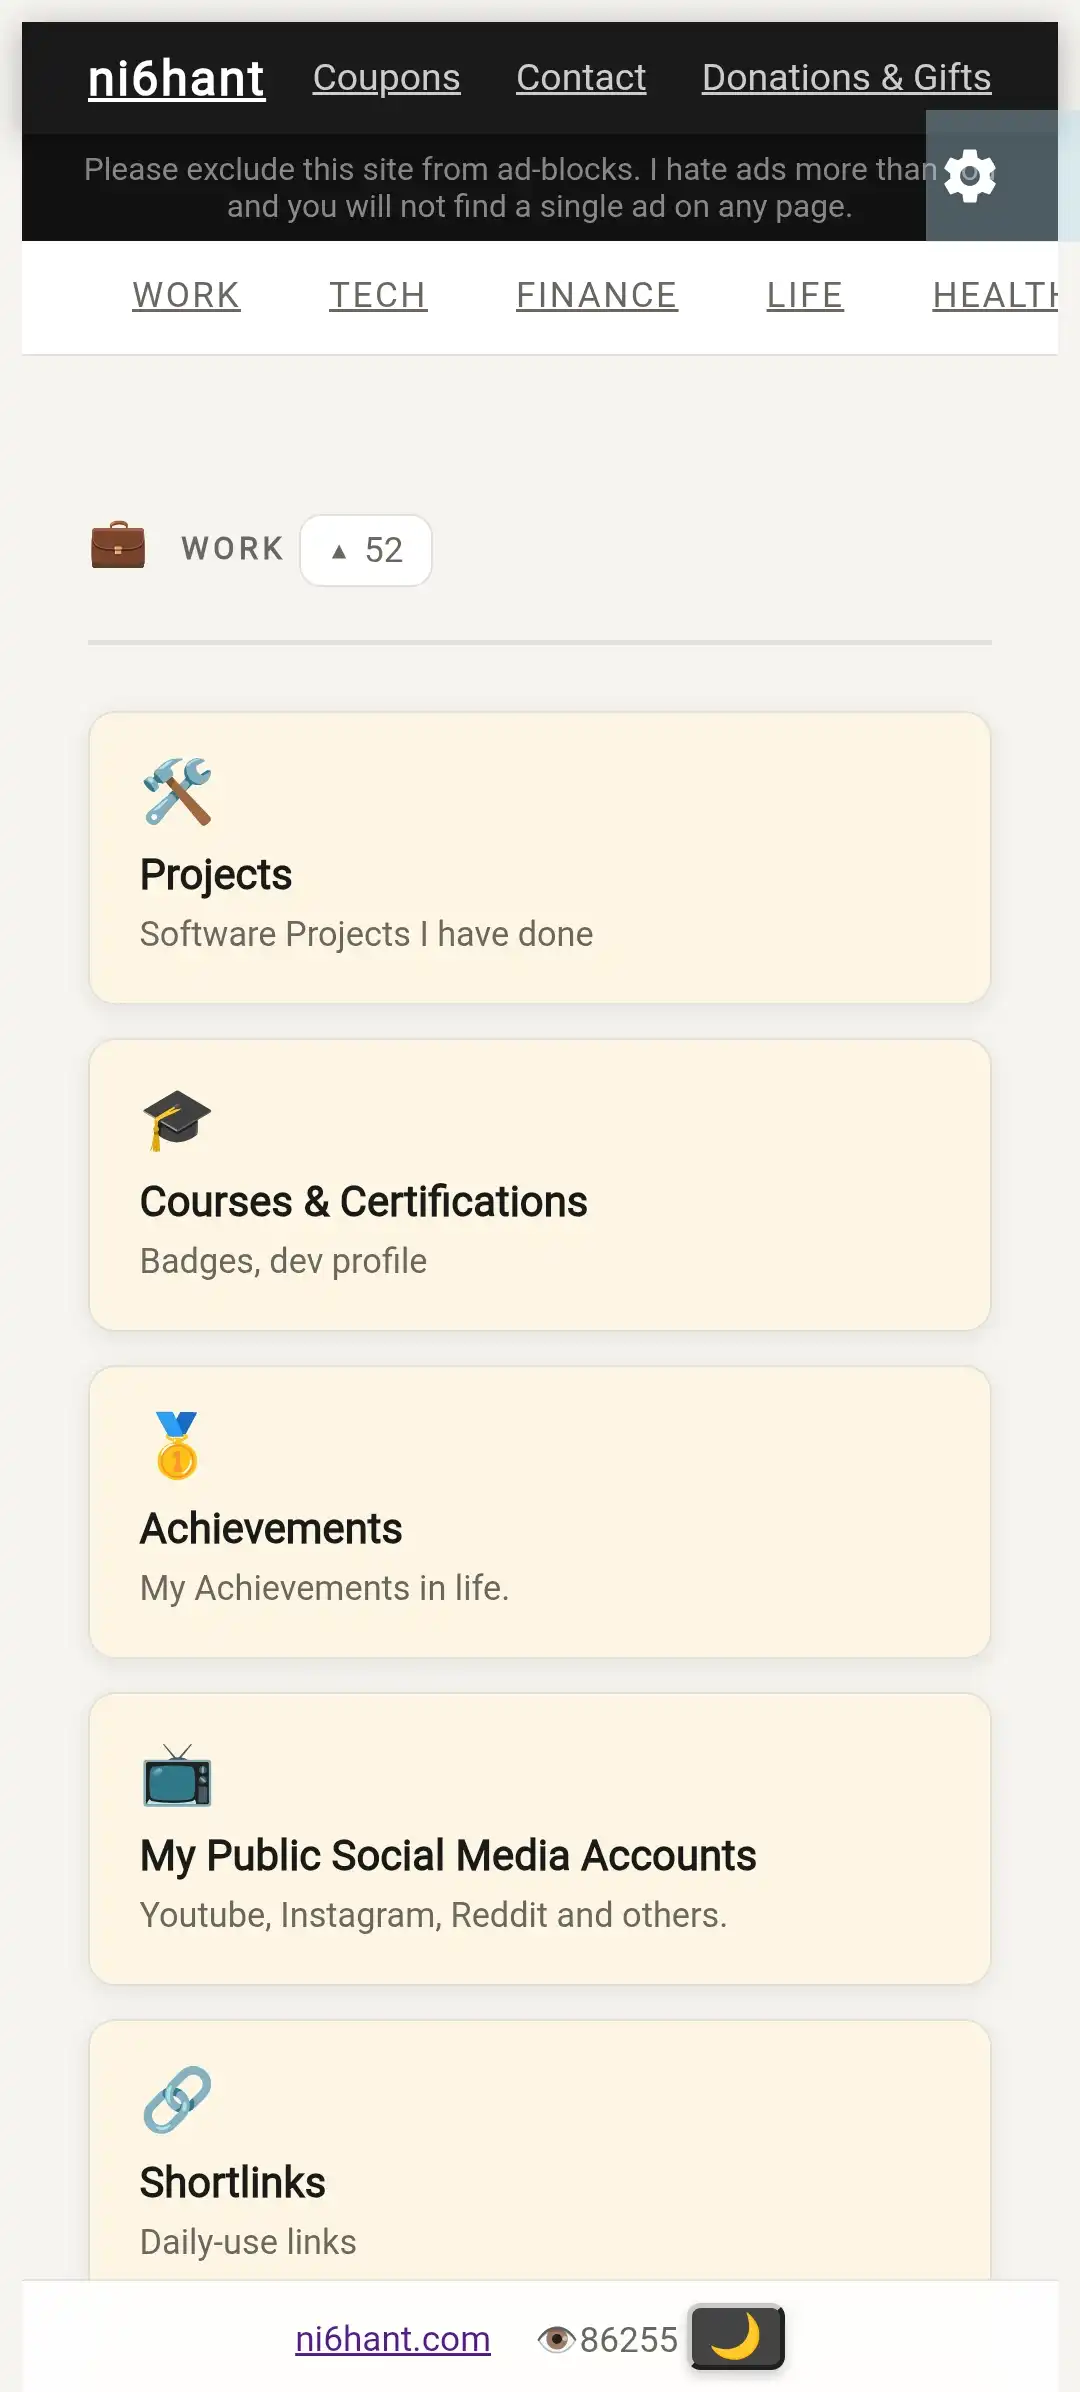 ni6hant Coupons Contact Donations & Gifts
Please exclude this site from ad-blocks. I hate ads more than
and you will not find a single ad on any page.
WORK TECH FINANCE LIFE HEALTH
WORK ▲ 52
Projects
Software Projects I have done
Courses & Certifications
Badges, dev profile
Achievements
My Achievements in life.
My Public Social Media Accounts
Youtube, Instagram, Reddit and others.
Shortlinks
Daily-use links
ni6hant.com 86255